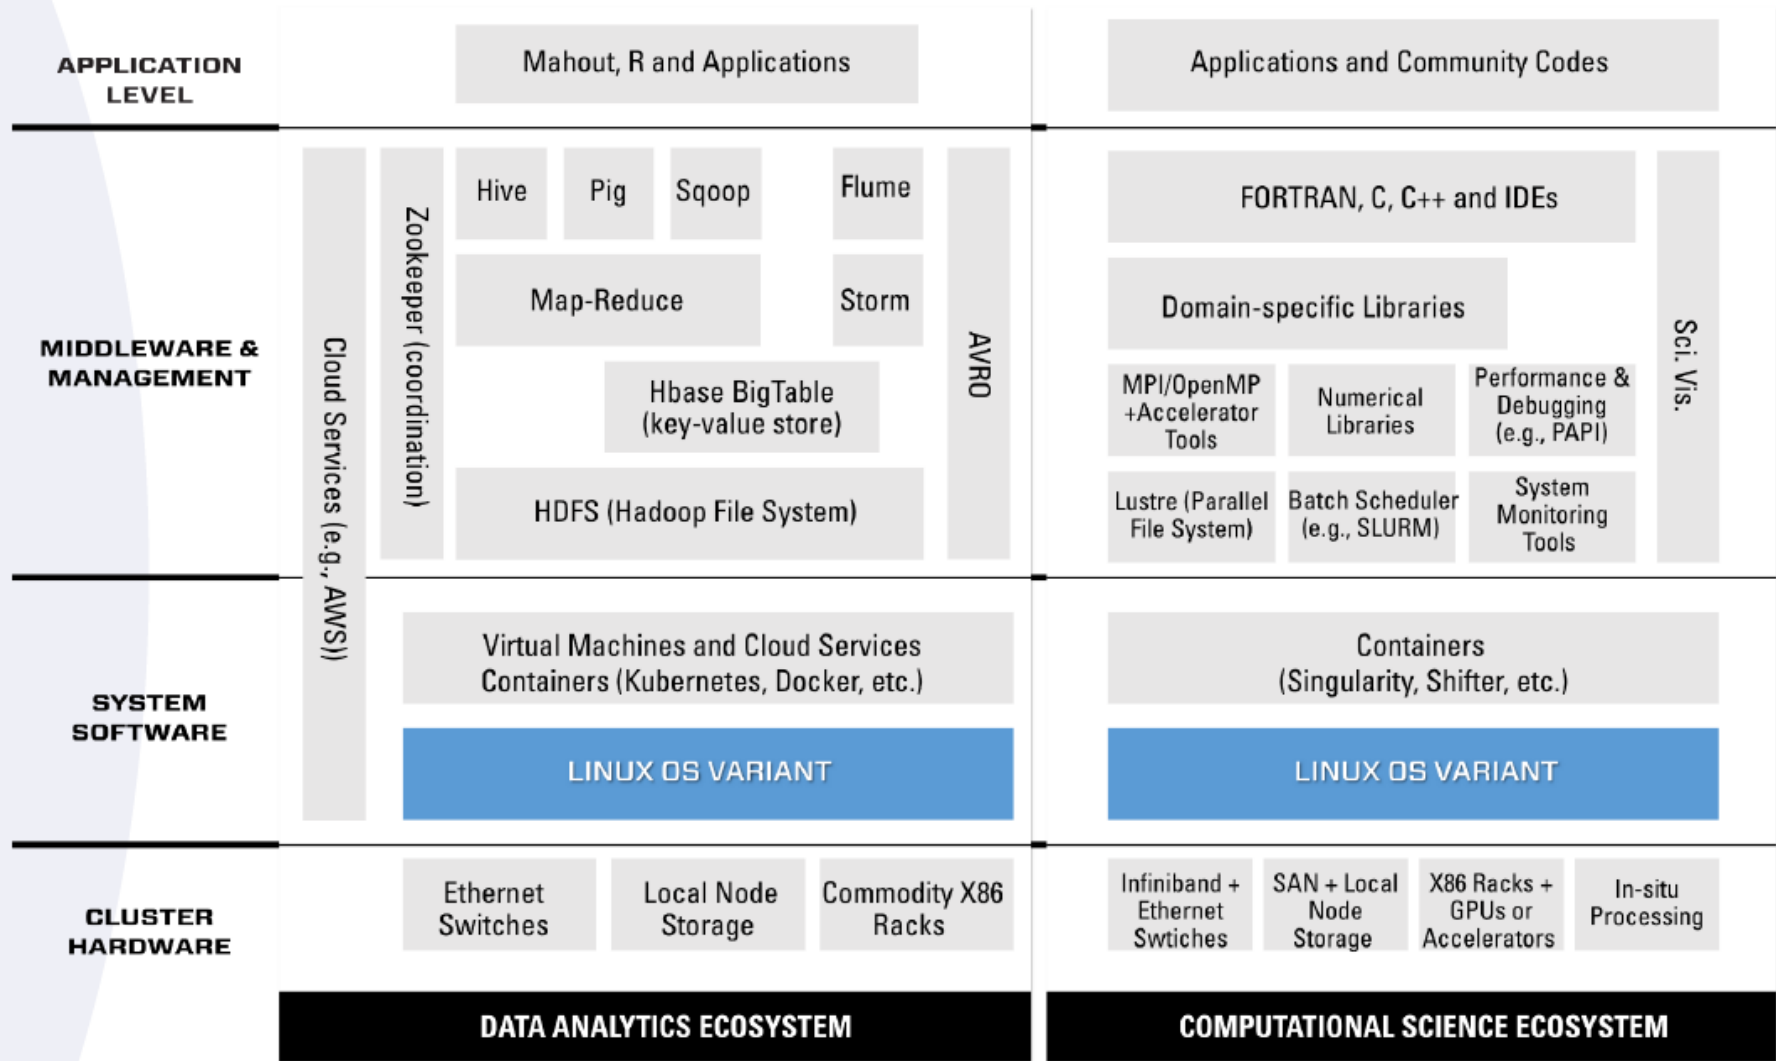 APPLICATION
LEVEL
Mahout, R and Applications
Applications and Community Codes
MIDDLEWARE &
MANAGEMENT
Cloud Services (e.g., AWS))
Zookeeper (coordination)
Hive
Pig
Sqoop
Flume
Map-Reduce
Storm
Hbase BigTable
(key-value store)
HDFS (Hadoop File System)
AVRO
FORTRAN, C, C++ and IDEs
Domain-specific Libraries
MPI/OpenMP
+Accelerator
Tools
Numerical
Libraries
Performance &
Debugging
(e.g., PAPI)
Lustre (Parallel
File System)
Batch Scheduler
(e.g., SLURM)
System
Monitoring
Tools
Sci. Vis.
SYSTEM
SOFTWARE
Virtual Machines and Cloud Services
Containers (Kubernetes, Docker, etc.)
LINUX OS VARIANT
Containers
(Singularity, Shifter, etc.)
LINUX OS VARIANT
CLUSTER
HARDWARE
Ethernet
Switches
Local Node
Storage
Commodity X86
Racks
Infiniband +
Ethernet
Swtiches
SAN + Local
Node
Storage
X86 Racks +
GPUs or
Accelerators
In-situ
Processing
DATA ANALYTICS ECOSYSTEM
COMPUTATIONAL SCIENCE ECOSYSTEM